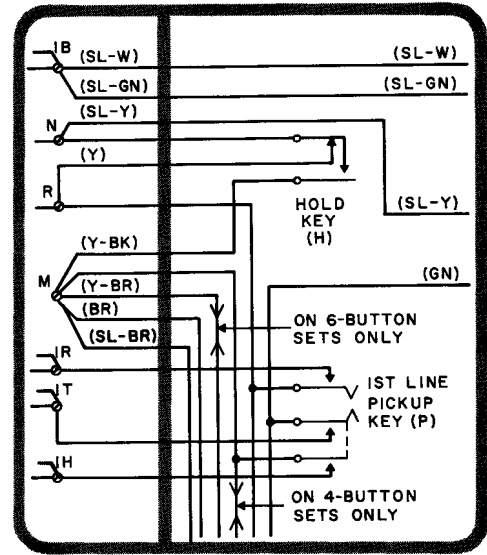 IB
(SL-W)
(SL-W)
(SL-GN)
(SL-GN)
(SL-Y)
N
(Y)
R
(SL-Y)
HOLD
KEY
(H)
(Y-BK)
M
(Y-BR)
(GN)
(BR)
(SL-BR)
ON 6-BUTTON
SETS ONLY
IR
IT
IST LINE
PICKUP
KEY (P)
IH
ON 4-BUTTON
SETS ONLY